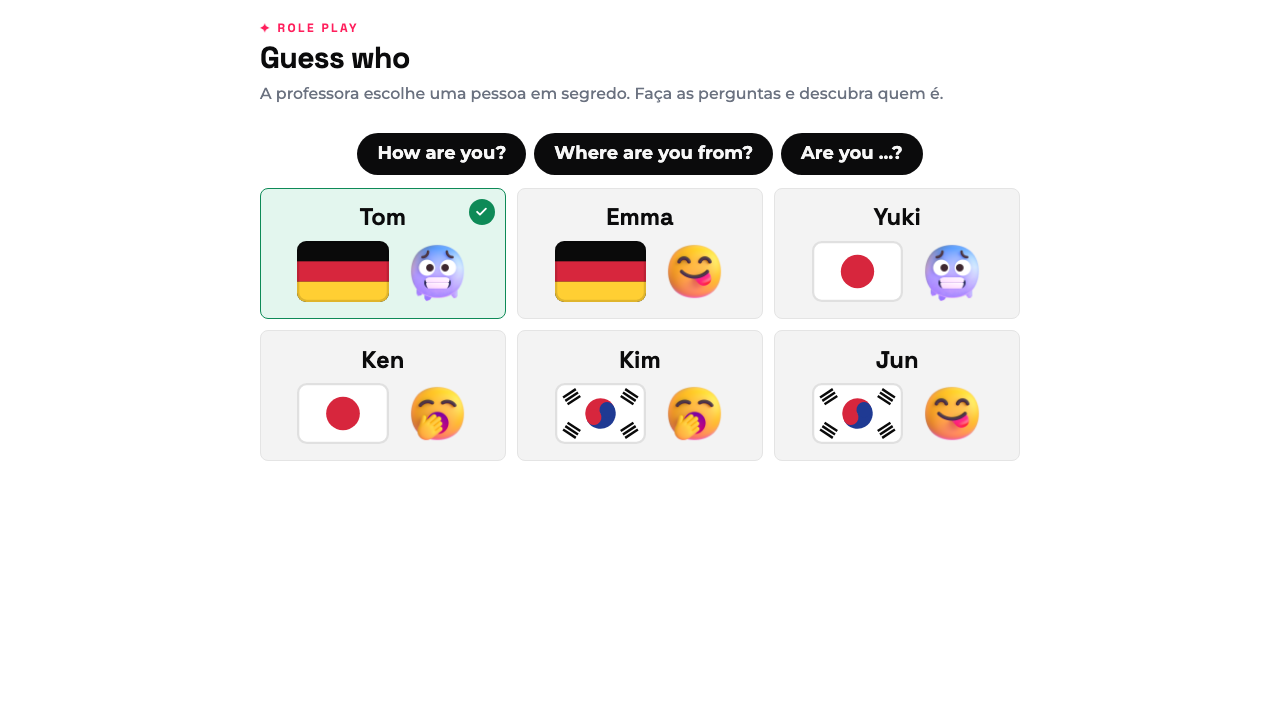 ✦ ROLE PLAY
Guess who
A professora escolhe uma pessoa em segredo. Faça as perguntas e descubra quem é.
How are you? Where are you from? Are you ...?
Tom Emma Yuki
Ken Kim Jun